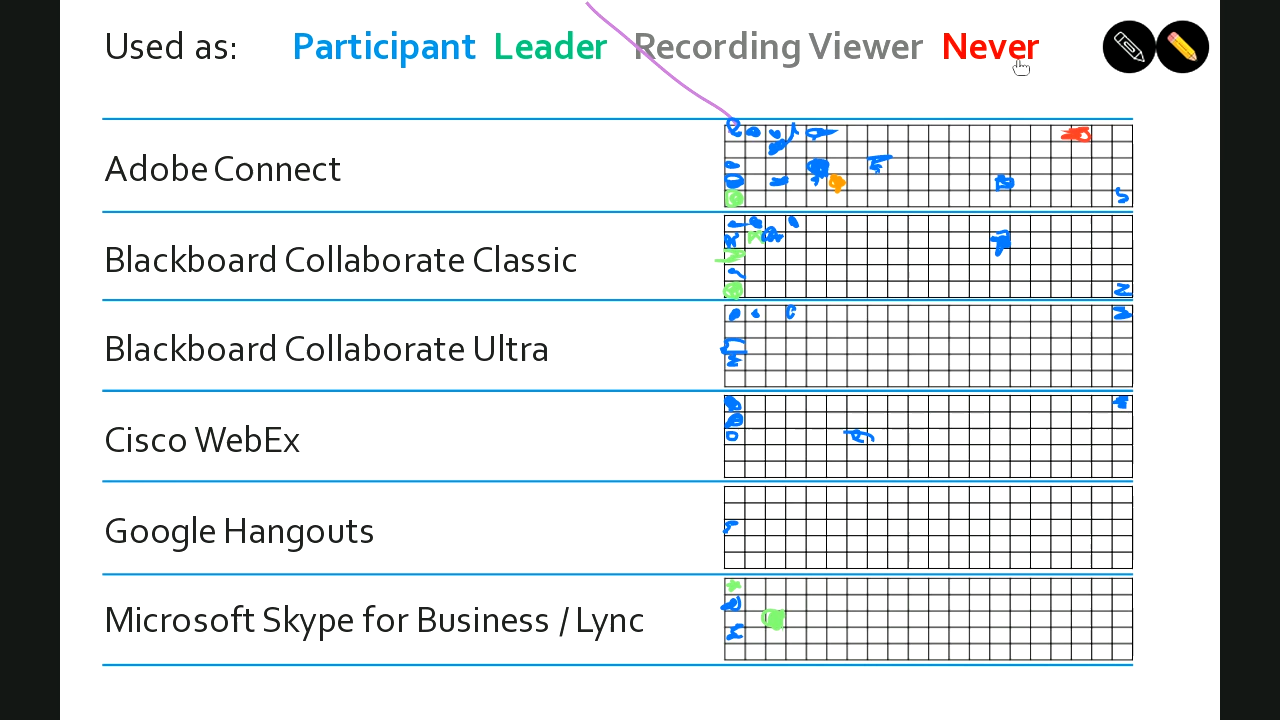 Used as: Participant Leader Recording Viewer Never
Adobe Connect
Blackboard Collaborate Classic
Blackboard Collaborate Ultra
Cisco WebEx
Google Hangouts
Microsoft Skype for Business / Lync